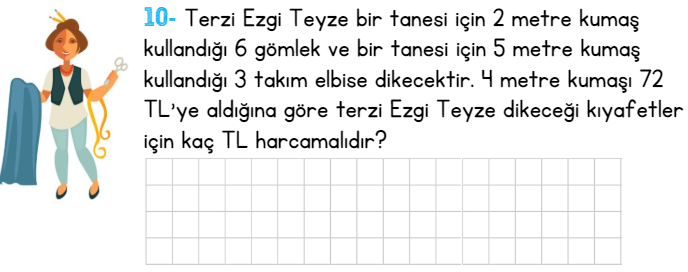 10- Terzi Ezgi Teyze bir tanesi için 2 metre kumaş
kullandığı 6 gömlek ve bir tanesi için 5 metre kumaş
kullandığı 3 takım elbise dikecektir. 4 metre kumaşı 72
TL'ye aldığına göre terzi Ezgi Teyze dikeceği kıyafetler
için kaç TL harcamalıdır?